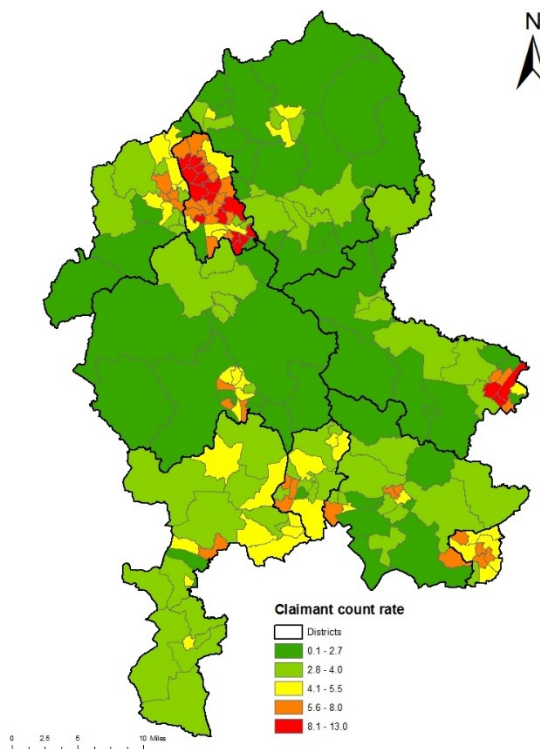 N
Claimant count rate
Districts
0.1 - 2.7
2.8 - 4.0
4.1 - 5.5
5.6 - 8.0
8.1 - 13.0
0 2.5 5 10 Miles